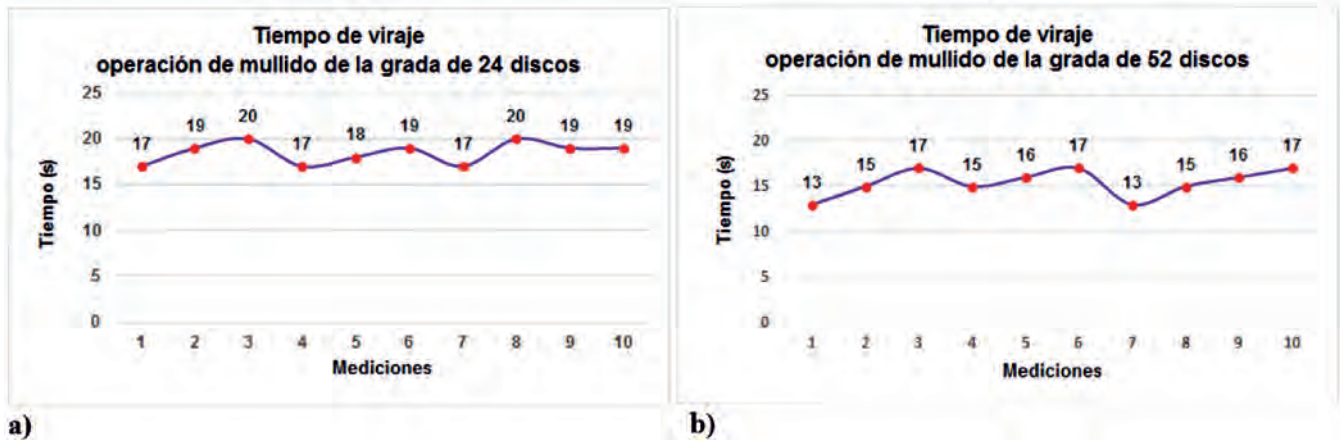 Tiempo de viraje
operación de mullido de la grada de 24 discos
25
20
15
10
5
0
Tiempo (s)
17 19 20 17 18 19 17 20 19 19
1 2 3 4 5 6 7 8 9 10
Mediciones
a)
Tiempo de viraje
operación de mullido de la grada de 52 discos
25
20
15
10
5
0
Tiempo (s)
13 15 17 15 16 17 13 15 16 17
1 2 3 4 5 6 7 8 9 10
Mediciones
b)